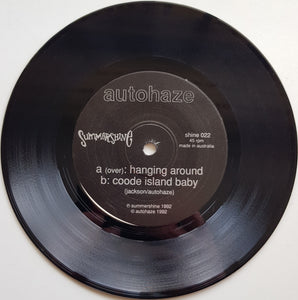 autohaze
summershine
shine 022
45 rpm
made in australia
a (over): hanging around
b: coode island baby
(jackson/autohaze)
℗ summershine 1992
© autohaze 1992